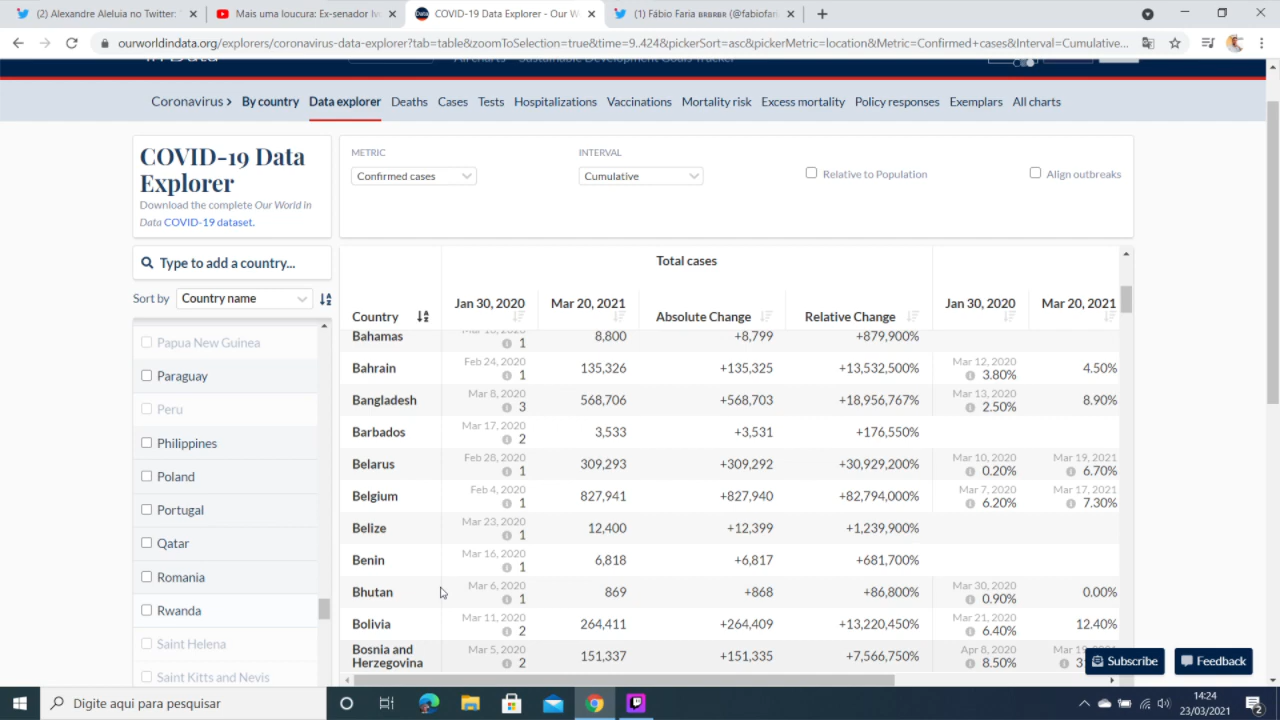 (2) Alexandre Aleluia no Twitter:
Mais uma loucura: Ex-senador Iv
COVID-19 Data Explorer - Our W
(1) Fábio Faria ʙʀʙʀʙʀ (@fabiofari
ourworldindata.org/explorers/coronavirus-data-explorer?tab=table&zoomToSelection=true&time=9..424&pickerSort=asc&pickerMetric=location&Metric=Confirmed+cases&Interval=Cumulative...
in Data
All charts
Sustainable Development Goals Tracker
Coronavirus
By country
Data explorer
Deaths
Cases
Tests
Hospitalizations
Vaccinations
Mortality risk
Excess mortality
Policy responses
Exemplars
All charts
COVID-19 Data
Explorer
Download the complete Our World in
Data COVID-19 dataset.
METRIC
Confirmed cases
INTERVAL
Cumulative
Relative to Population
Align outbreaks
Type to add a country...
Sort by
Country name
Papua New Guinea
Paraguay
Peru
Philippines
Poland
Portugal
Qatar
Romania
Rwanda
Saint Helena
Saint Kitts and Nevis
Total cases
Country
Jan 30, 2020
Mar 20, 2021
Absolute Change
Relative Change
Jan 30, 2020
Mar 20, 2021
Bahamas 1 8,800 +8,799 +879,900%
Feb 24, 2020 Mar 12, 2020
Bahrain 1 135,326 +135,325 +13,532,500% 3.80% 4.50%
Mar 8, 2020 Mar 13, 2020
Bangladesh 3 568,706 +568,703 +18,956,767% 2.50% 8.90%
Mar 17, 2020
Barbados 2 3,533 +3,531 +176,550%
Feb 28, 2020 Mar 10, 2020 Mar 19, 2021
Belarus 1 309,293 +309,292 +30,929,200% 0.20% 6.70%
Feb 4, 2020 Mar 7, 2020 Mar 17, 2021
Belgium 1 827,941 +827,940 +82,794,000% 6.20% 7.30%
Mar 23, 2020
Belize 1 12,400 +12,399 +1,239,900%
Mar 16, 2020
Benin 1 6,818 +6,817 +681,700%
Mar 6, 2020 Mar 30, 2020
Bhutan 1 869 +868 +86,800% 0.90% 0.00%
Mar 11, 2020 Mar 21, 2020
Bolivia 2 264,411 +264,409 +13,220,450% 6.40% 12.40%
Mar 5, 2020 Apr 8, 2020
Bosnia and
Herzegovina 2 151,337 +151,335 +7,566,750% 8.50%
Subscribe
Feedback
Digite aqui para pesquisar
14:24
23/03/2021
2